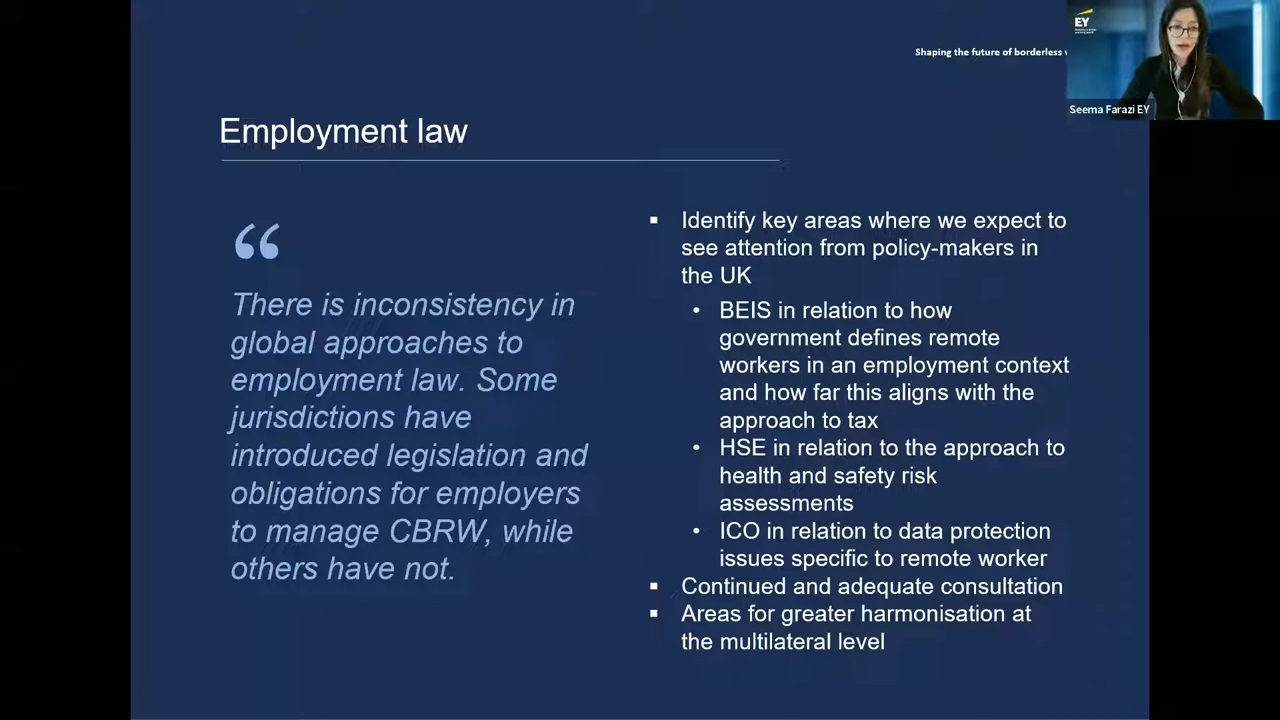 EY
Shaping the future of borderless
Seema Farazi EY
Employment law
“
There is inconsistency in
global approaches to
employment law. Some
jurisdictions have
introduced legislation and
obligations for employers
to manage CBRW, while
others have not.
▪ Identify key areas where we expect to
see attention from policy-makers in
the UK
• BEIS in relation to how
government defines remote
workers in an employment context
and how far this aligns with the
approach to tax
• HSE in relation to the approach to
health and safety risk
assessments
• ICO in relation to data protection
issues specific to remote worker
▪ Continued and adequate consultation
▪ Areas for greater harmonisation at
the multilateral level